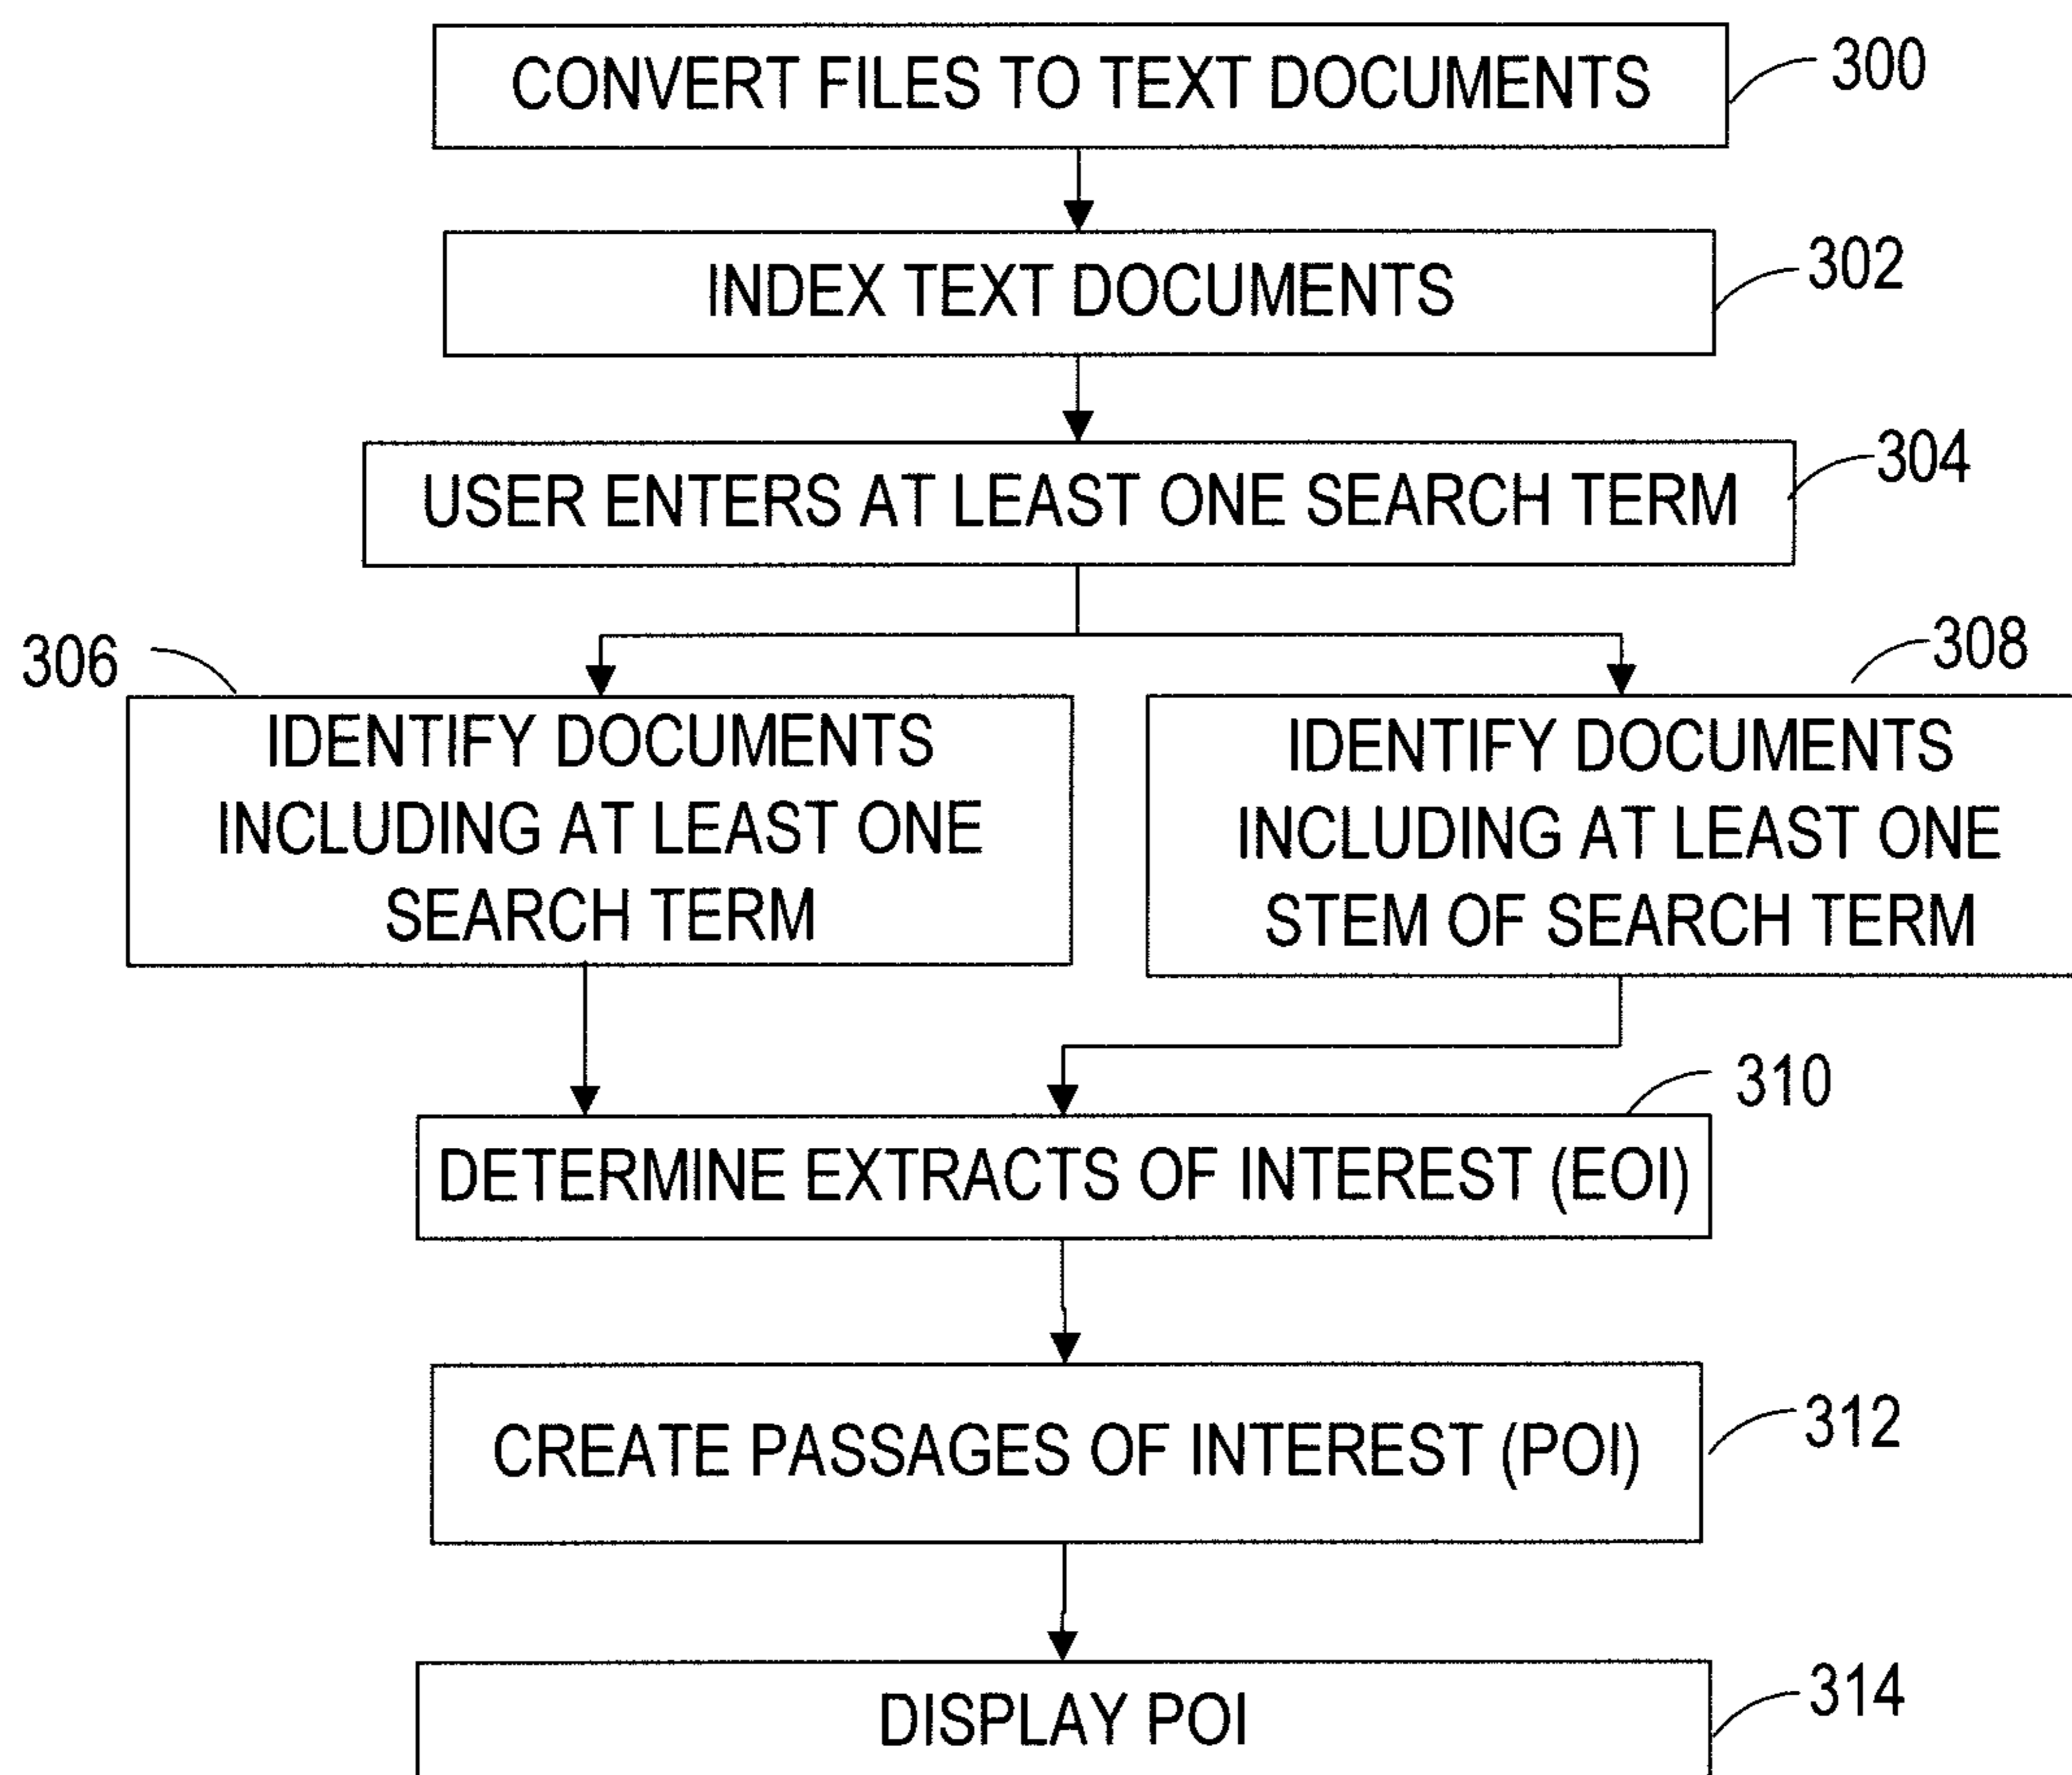 CONVERT FILES TO TEXT DOCUMENTS
300
INDEX TEXT DOCUMENTS
302
USER ENTERS AT LEAST ONE SEARCH TERM
304
306
IDENTIFY DOCUMENTS
INCLUDING AT LEAST ONE
SEARCH TERM
308
IDENTIFY DOCUMENTS
INCLUDING AT LEAST ONE
STEM OF SEARCH TERM
310
DETERMINE EXTRACTS OF INTEREST (EOI)
CREATE PASSAGES OF INTEREST (POI)
312
DISPLAY POI
314